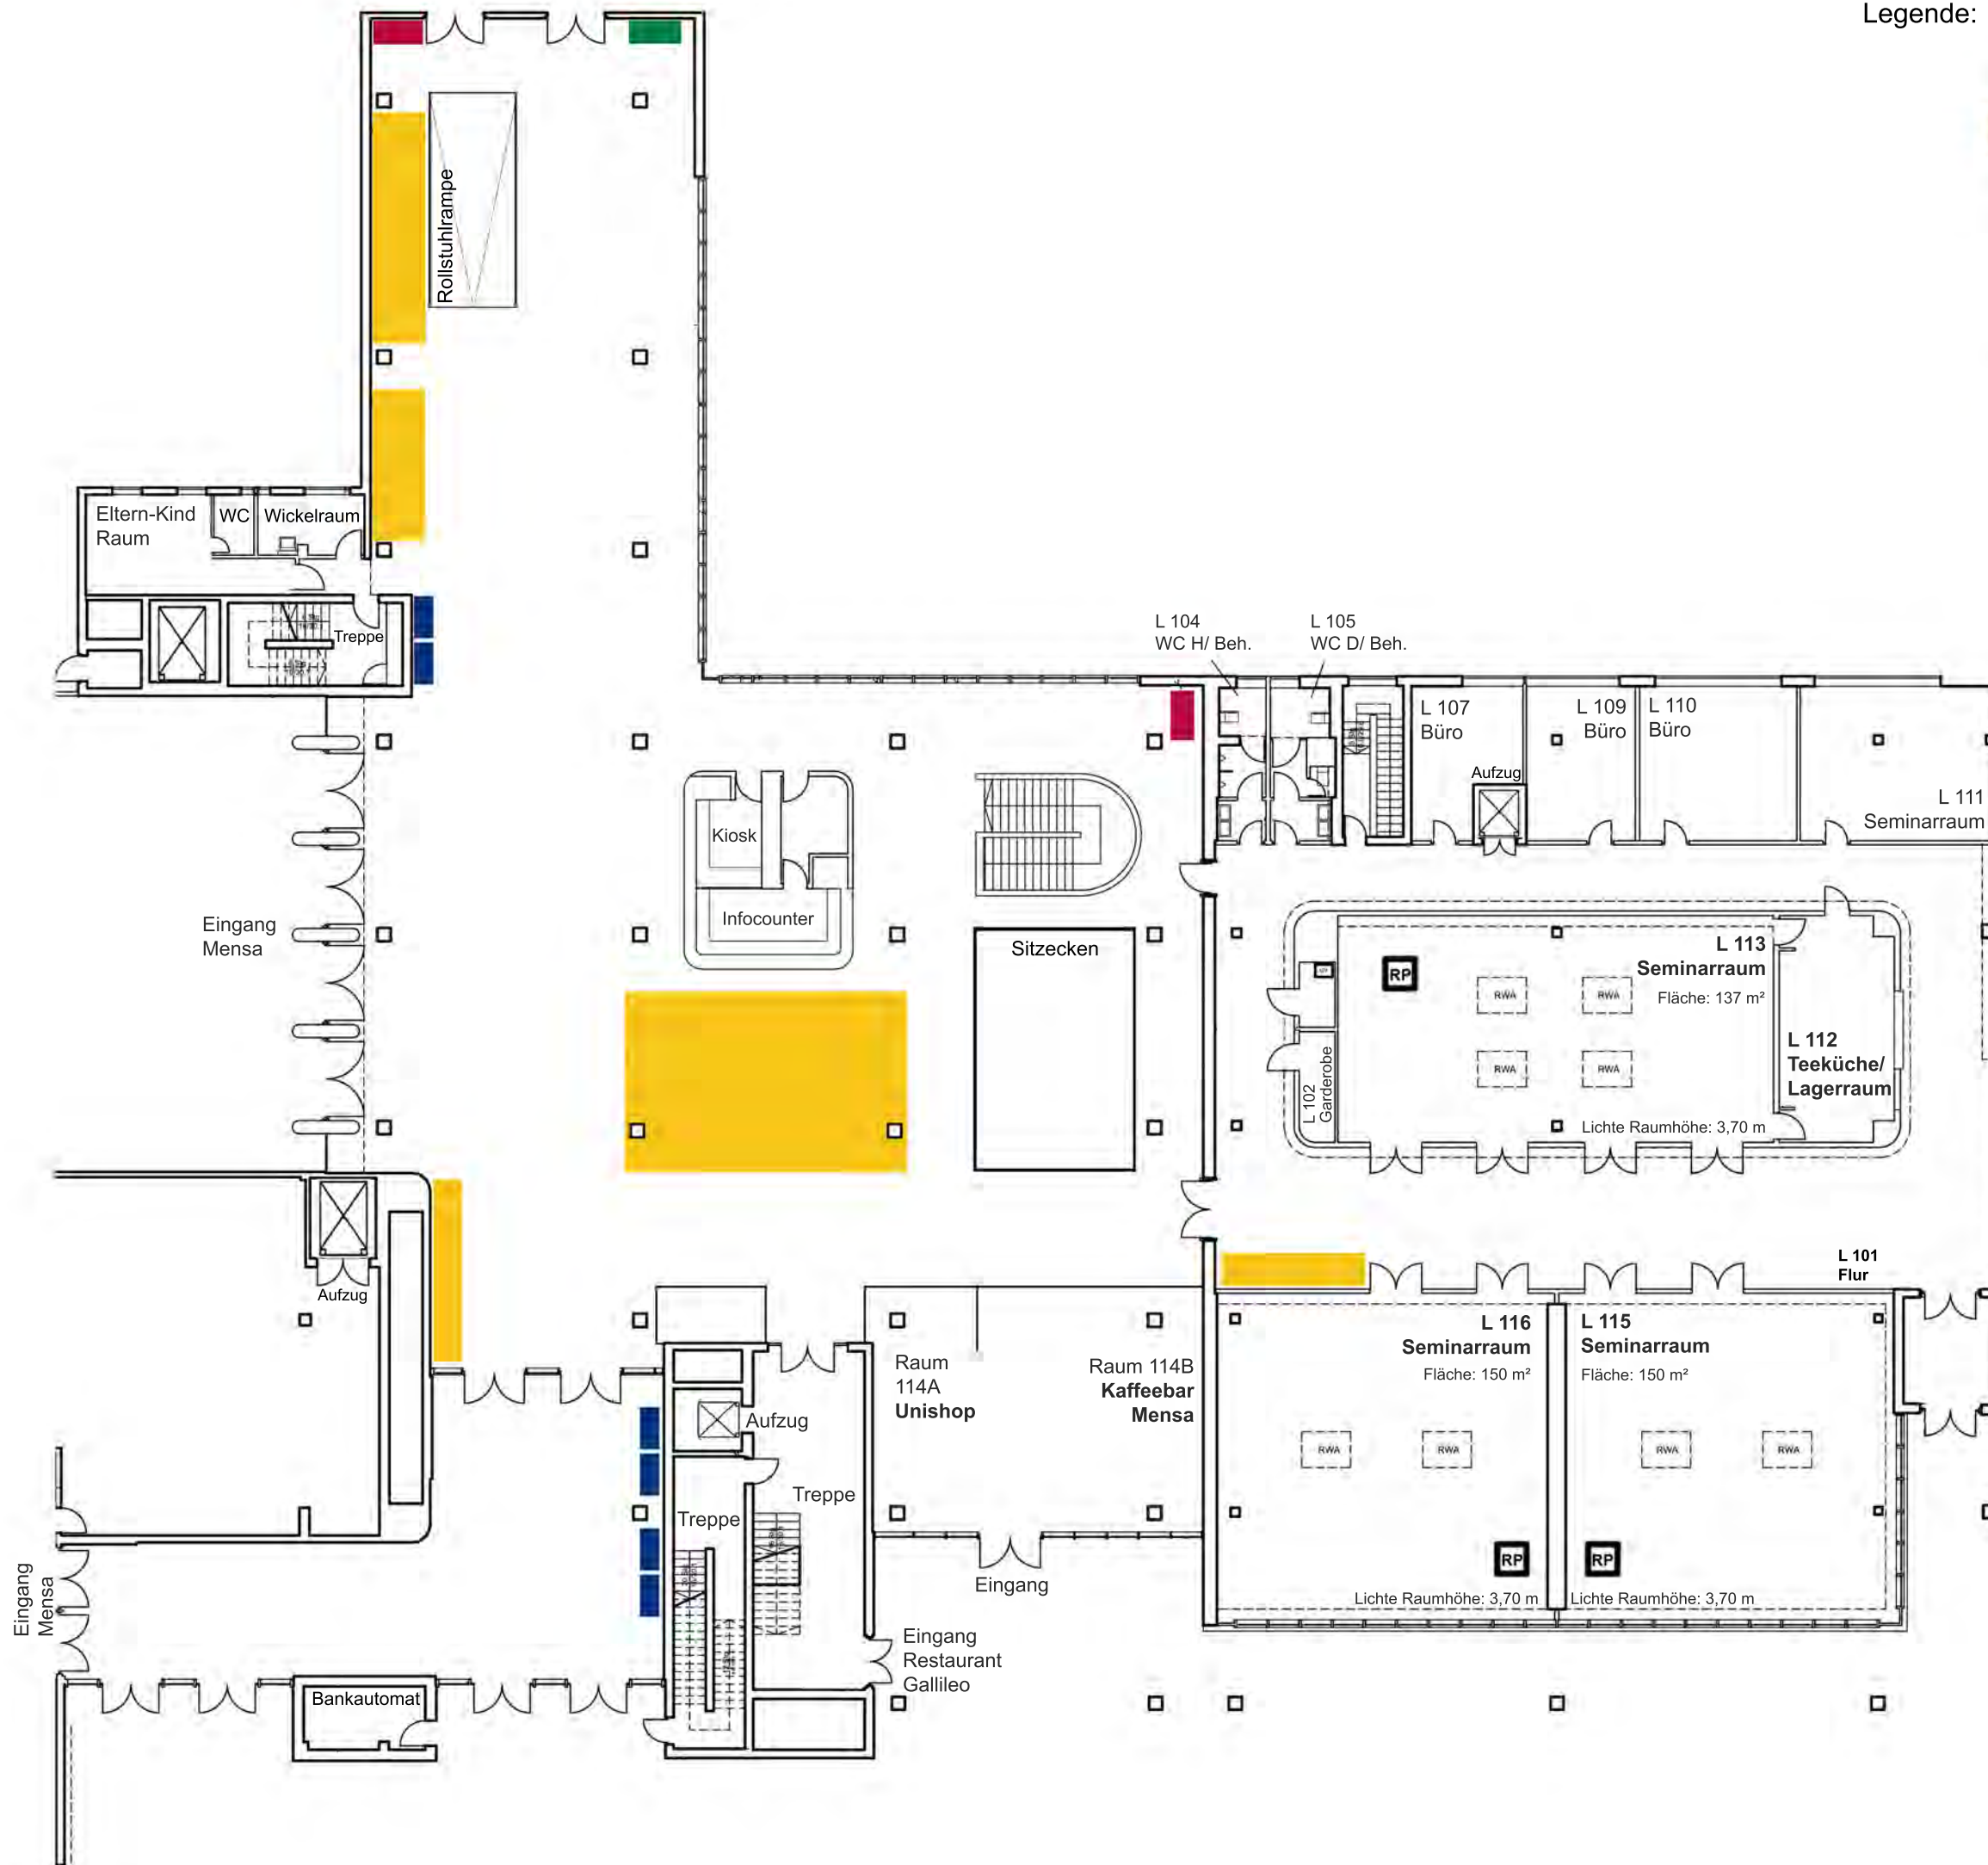 Legende:
Rollstuhlrampe
Eltern-Kind
Raum
WC
Wickelraum
Treppe
L 104
WC H/ Beh.
L 105
WC D/ Beh.
L 107
Büro
L 109
Büro
L 110
Büro
Aufzug
L 111
Seminarraum
Kiosk
Infocounter
Eingang
Mensa
Sitzecken
L 113
Seminarraum
Fläche: 137 m²
RP
RWA
RWA
RWA
RWA
L 112
Teeküche/
Lagerraum
L 102
Garderobe
Lichte Raumhöhe: 3,70 m
Aufzug
L 101
Flur
L 116
Seminarraum
Fläche: 150 m²
L 115
Seminarraum
Fläche: 150 m²
Raum
114A
Unishop
Raum 114B
Kaffeebar
Mensa
Aufzug
RWA
RWA
RWA
RWA
Treppe
Treppe
RP
RP
Eingang
Lichte Raumhöhe: 3,70 m
Lichte Raumhöhe: 3,70 m
Eingang
Mensa
Eingang
Restaurant
Gallileo
Bankautomat